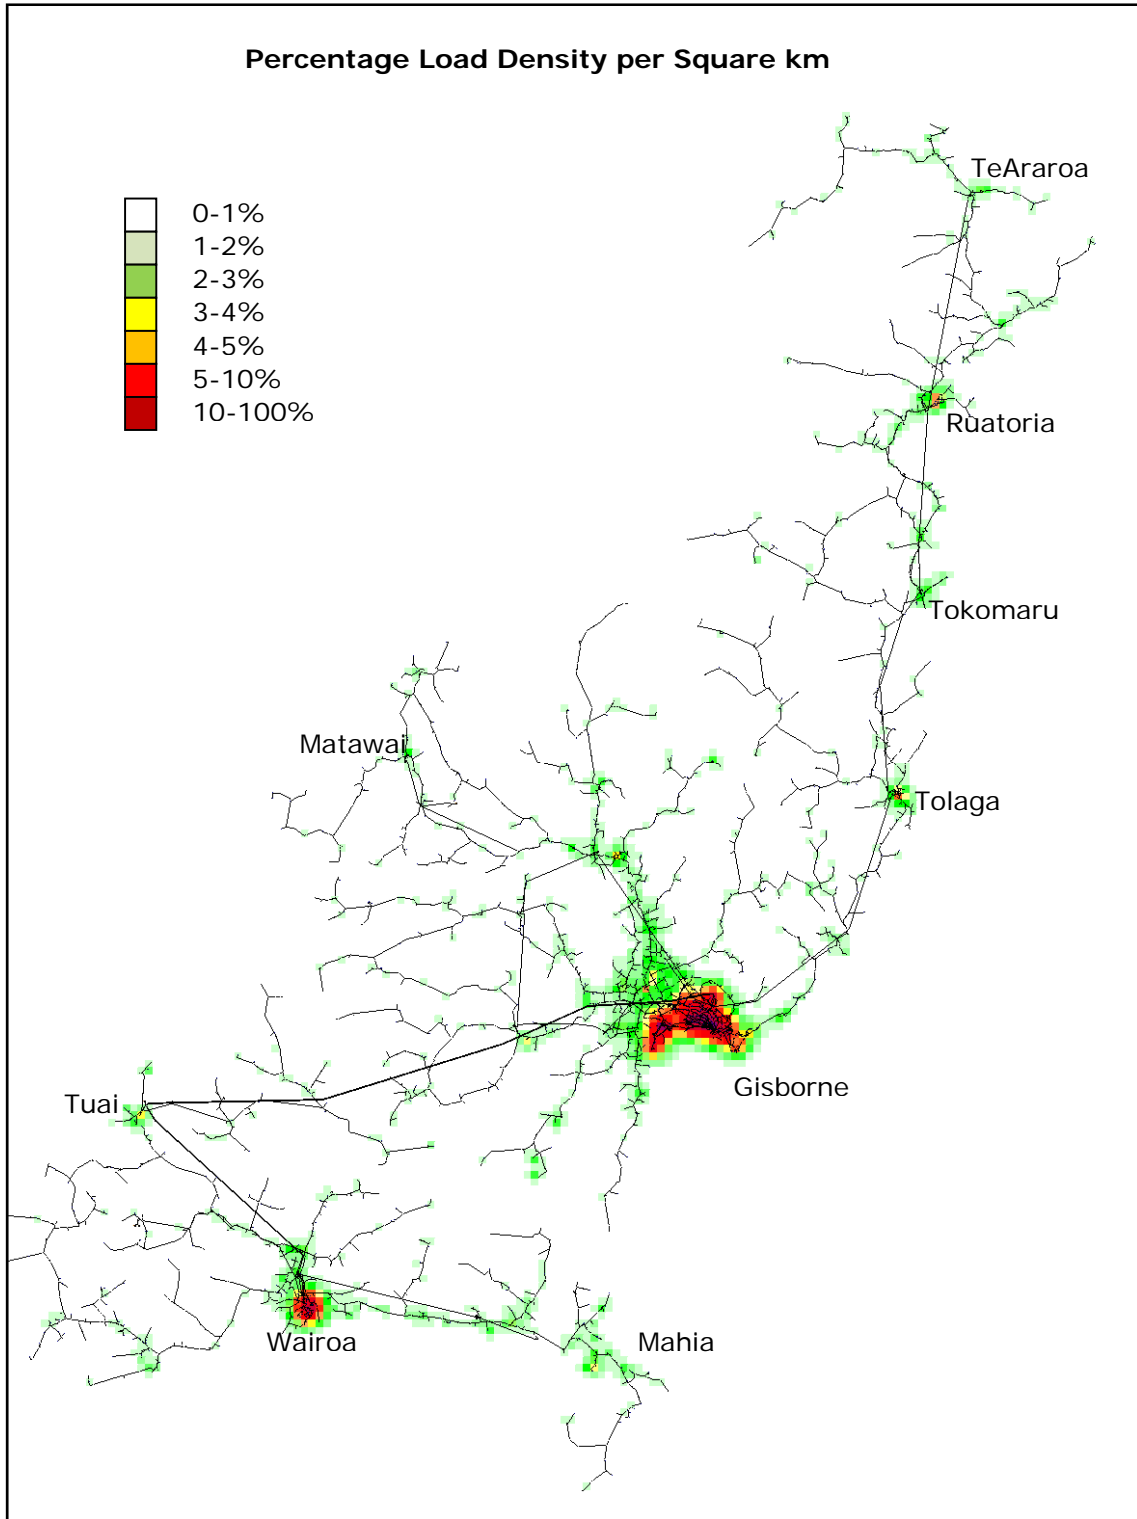 Percentage Load Density per Square km
TeAraroa
0-1%
1-2%
2-3%
3-4%
4-5%
5-10%
10-100%
Ruatoria
Tokomaru
Matawai
Tolaga
Gisborne
Tuai
Wairoa
Mahia